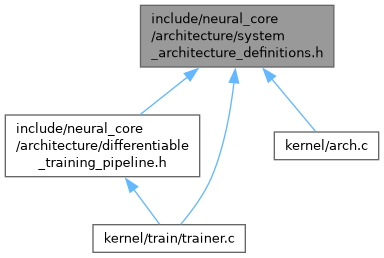 include/neural_core
/architecture/system
_architecture_definitions.h
include/neural_core
/architecture/differentiable
_training_pipeline.h
kernel/arch.c
kernel/train/trainer.c